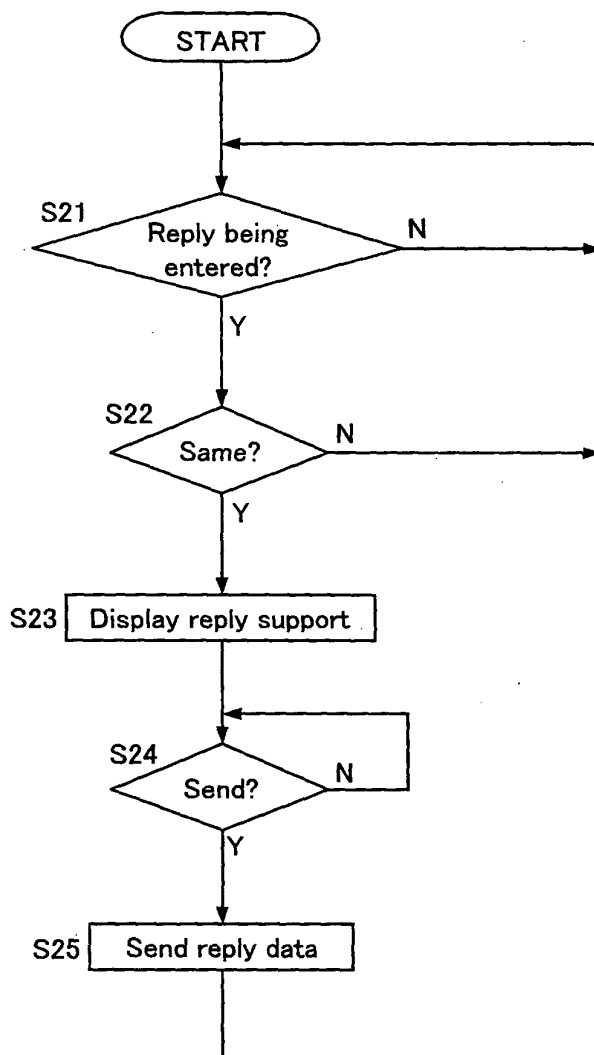 START
S21
Reply being
entered?
N
Y
S22
Same?
N
Y
S23
Display reply support
S24
Send?
N
Y
S25
Send reply data